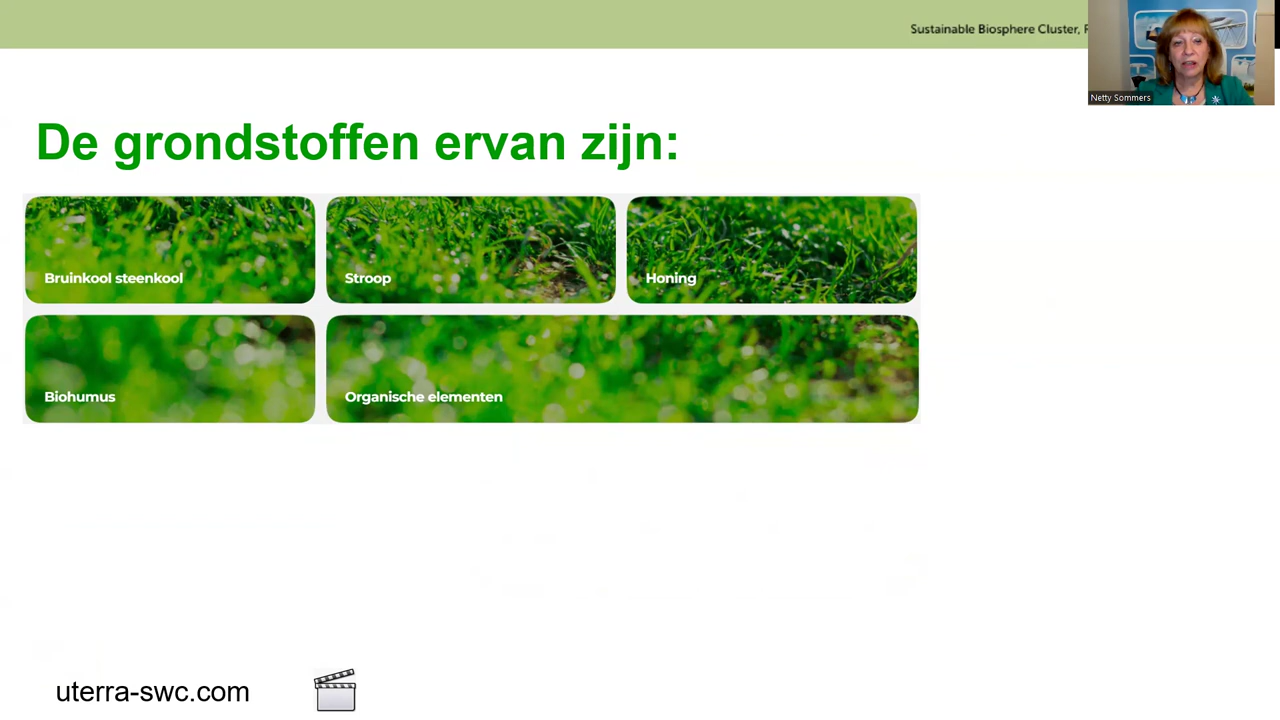 Sustainable Biosphere Cluster,
Netty Sommers
De grondstoffen ervan zijn:
Bruinkool steenkool
Stroop
Honing
Biohumus
Organische elementen
uterra-swc.com